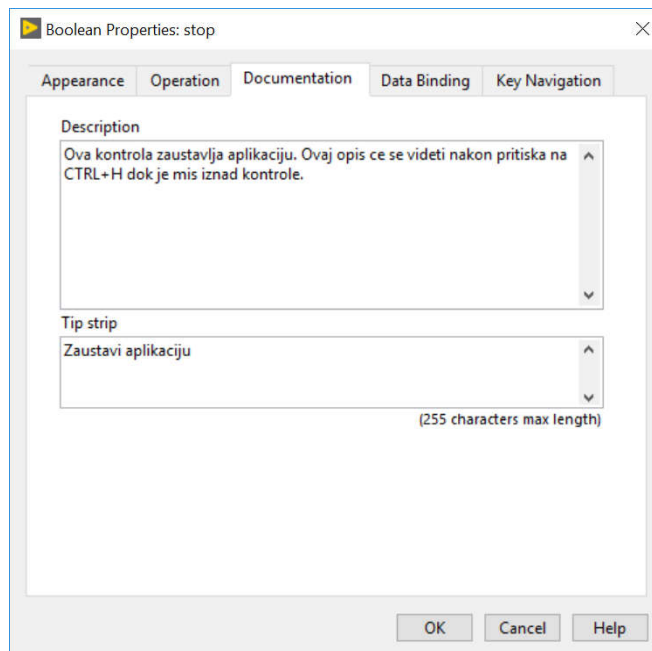 Boolean Properties: stop
Appearance Operation Documentation Data Binding Key Navigation
Description
Ova kontrola zaustavlja aplikaciju. Ovaj opis ce se videti nakon pritiska na
CTRL+H dok je mis iznad kontrole.
Tip strip
Zaustavi aplikaciju
(255 characters max length)
OK Cancel Help